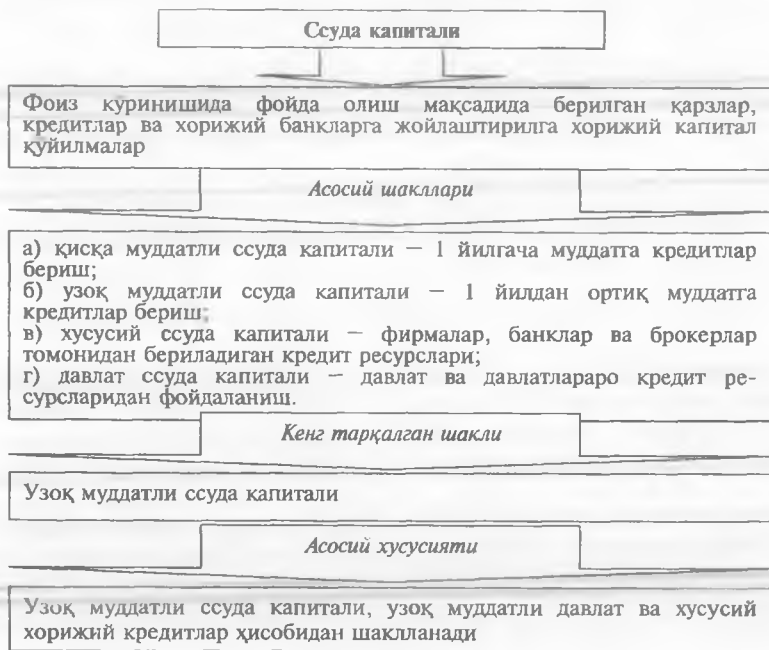 Ссуда капитали
Фоиз куринишида фойда олиш мақсадида берилган қарзлар,
кредитлар ва хорижий банкларга жойлаштирилга хорижий капитал
қуйилмалар
Асосий шакллари
а) қисқа муддатли ссуда капитали — 1 йилгача муддатга кредитлар
бериш;
б) узоқ муддатли ссуда капитали — 1 йилдан ортиқ муддатга
кредитлар бериш;
в) хусусий ссуда капитали — фирмалар, банклар ва брокерлар
томонидан бериладиган кредит ресурслари;
г) давлат ссуда капитали — давлат ва давлатлараро кредит ре-
сурсларидан фойдаланиш.
Кенг тарқалган шакли
Узоқ муддатли ссуда капитали
Асосий хусусияти
Узоқ муддатли ссуда капитали, узоқ муддатли давлат ва хусусий
хорижий кредитлар ҳисобидан шаклланади